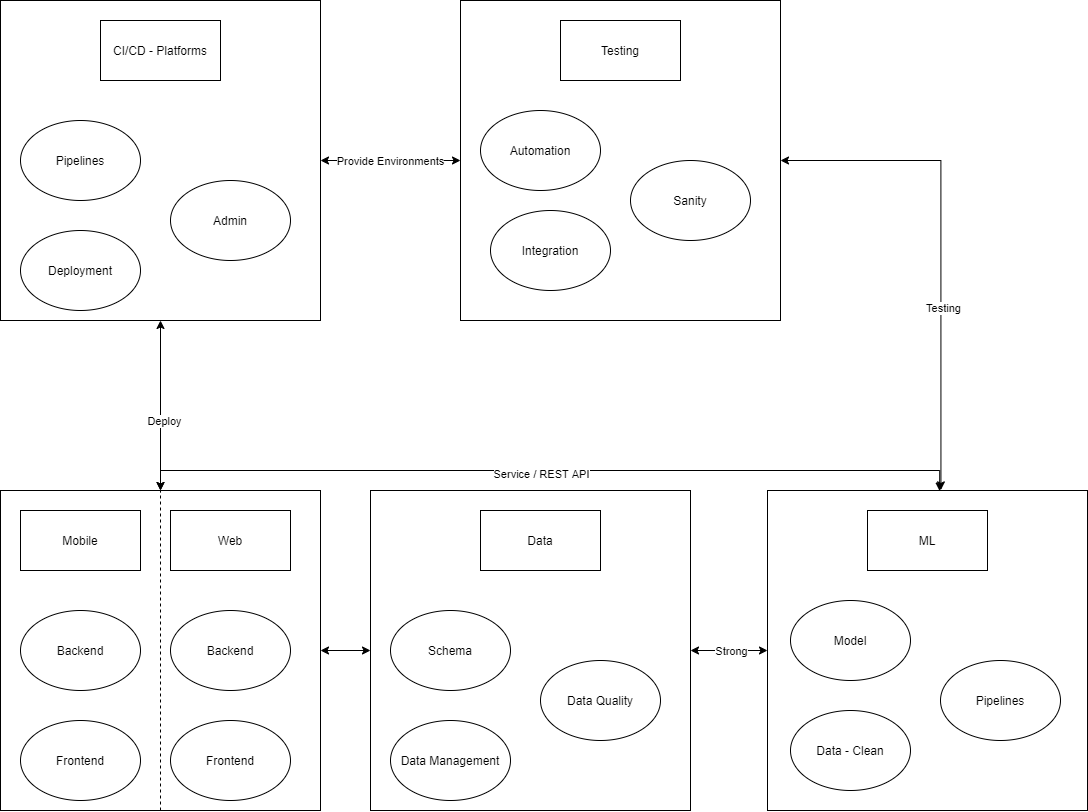 CI/CD - Platforms
Pipelines
Admin
Deployment
Provide Environments
Testing
Automation
Sanity
Integration
Testing
Deploy
Service / REST API
Mobile
Web
Backend
Backend
Frontend
Frontend
Data
Schema
Data Quality
Data Management
Strong
ML
Model
Pipelines
Data - Clean